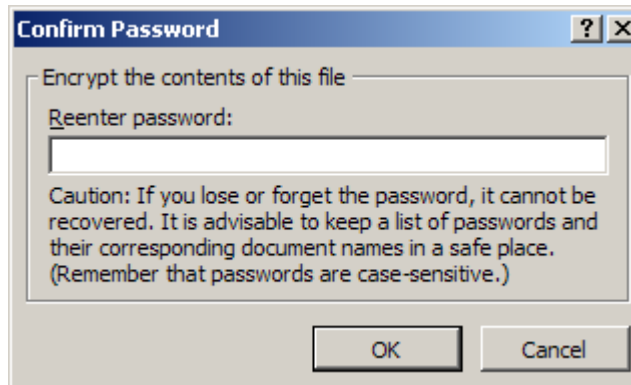 Confirm Password
?
Encrypt the contents of this file
Reenter password:
Caution: If you lose or forget the password, it cannot be
recovered. It is advisable to keep a list of passwords and
their corresponding document names in a safe place.
(Remember that passwords are case-sensitive.)
OK Cancel